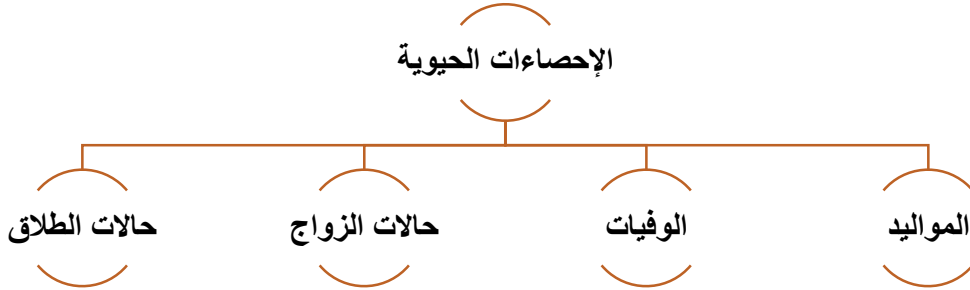 الإحصاءات الحيوية
المواليد
الوفيات
حالات الزواج
حالات الطلاق